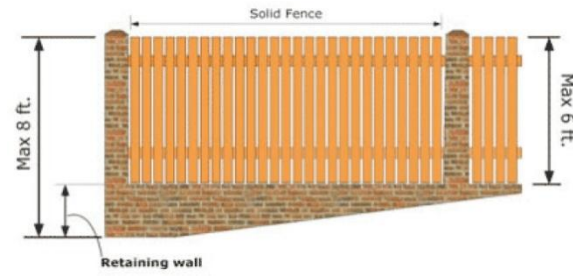 Solid Fence
Max 8 ft.
Max 6 ft.
Retaining wall